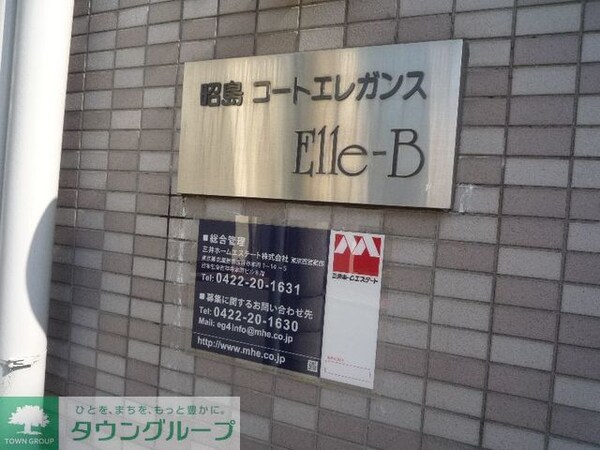 昭島 コートエレガンス
Elle-B
■総合管理
三井ホームエステート株式会社
Tel: 0422-20-1631
■募集に関するお問い合わせ先
Tel: 0422-20-1630
Mail: eg4info@mhe.co.jp
http://www.mhe.co.jp
三井ホームエステート
TOWN GROUP
ひとを、まちを、もっと豊かに。
タウングループ